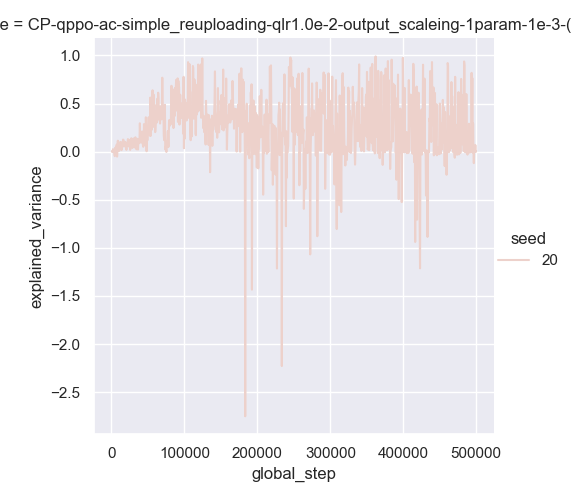 e = CP-qppo-ac-simple_reuploading-qlr1.0e-2-output_scaleing-1param-1e-3-(
1.0
0.5
0.0
−0.5
−1.0
−1.5
−2.0
−2.5
explained_variance
0 100000 200000 300000 400000 500000
global_step
seed
20